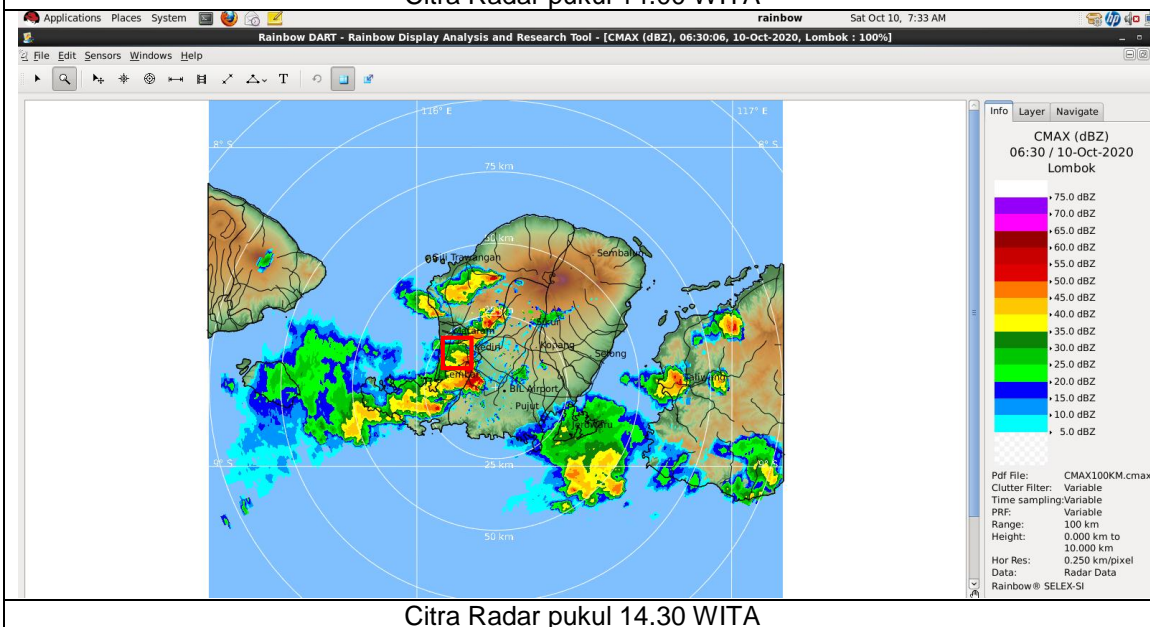 Citra Radar pukul 14.00 WITA
Applications Places System rainbow Sat Oct 10, 7:33 AM
Rainbow DART - Rainbow Display Analysis and Research Tool - [CMAX (dBZ), 06:30:06, 10-Oct-2020, Lombok : 100%]
File Edit Sensors Windows Help
T
Info Layer Navigate
CMAX (dBZ)
06:30 / 10-Oct-2020
Lombok
75.0 dBZ
70.0 dBZ
65.0 dBZ
60.0 dBZ
55.0 dBZ
50.0 dBZ
45.0 dBZ
40.0 dBZ
35.0 dBZ
30.0 dBZ
25.0 dBZ
20.0 dBZ
15.0 dBZ
10.0 dBZ
5.0 dBZ
Pdf File: CMAX100KM.cmax
Clutter Filter: Variable
Time sampling:Variable
PRF: Variable
Range: 100 km
Height: 0.000 km to
10.000 km
Hor Res: 0.250 km/pixel
Data: Radar Data
Rainbow® SELEX-SI
116° E 117° E
8° S 8° S
75 km
50 km
Gili Trawangan
Sembalun
Kopang
Selong
BIL Airport
Pujut
9° S 9° S
25 km
50 km
Citra Radar pukul 14.30 WITA